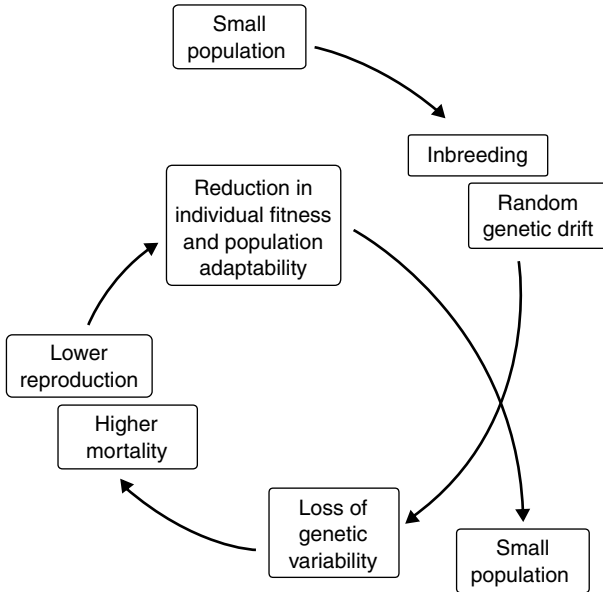 Small
population
Inbreeding
Random
genetic drift
Reduction in
individual fitness
and population
adaptability
Lower
reproduction
Higher
mortality
Loss of
genetic
variability
Small
population